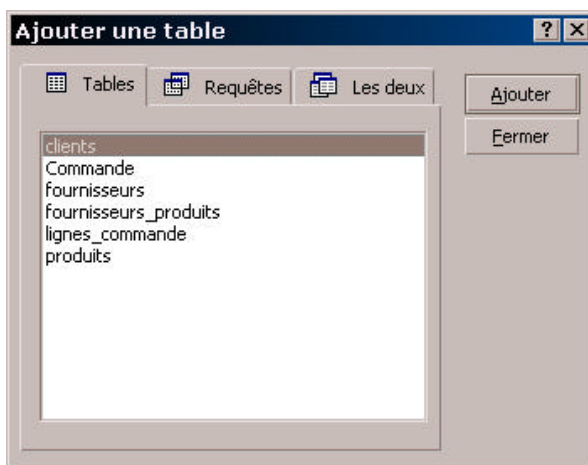 Ajouter une table
Tables Requêtes Les deux
Ajouter
Fermer
clients
Commande
fournisseurs
fournisseurs_produits
lignes_commande
produits